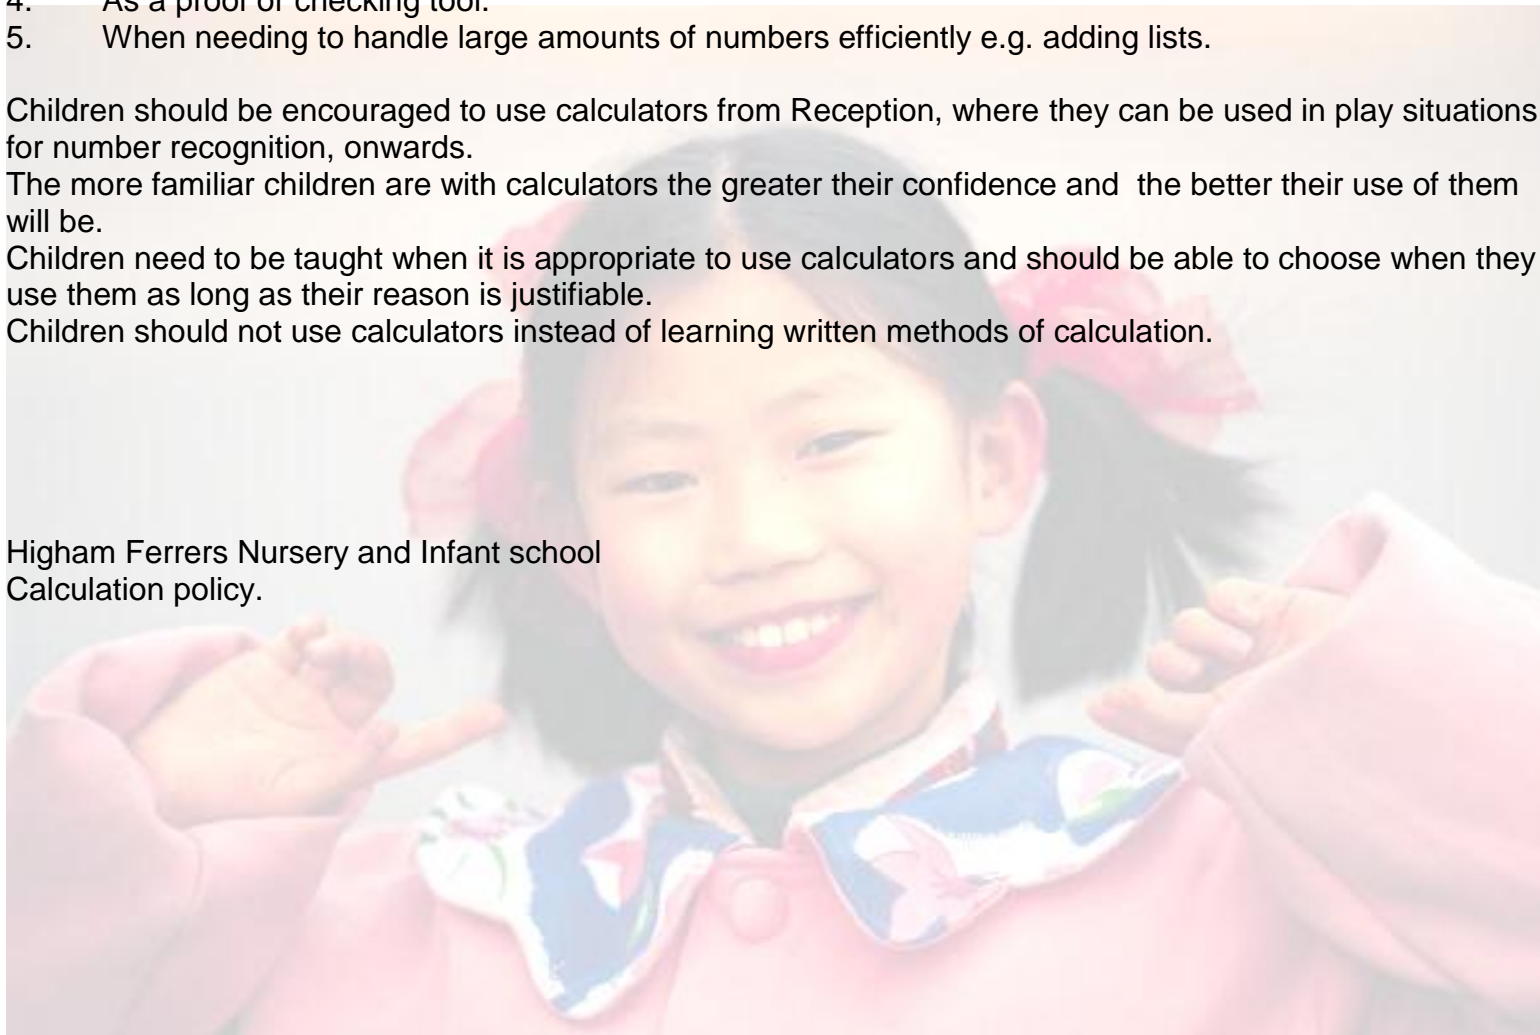 4. As a proof or checking tool.
5. When needing to handle large amounts of numbers efficiently e.g. adding lists.
Children should be encouraged to use calculators from Reception, where they can be used in play situations
for number recognition, onwards.
The more familiar children are with calculators the greater their confidence and the better their use of them
will be.
Children need to be taught when it is appropriate to use calculators and should be able to choose when they
use them as long as their reason is justifiable.
Children should not use calculators instead of learning written methods of calculation.
Higham Ferrers Nursery and Infant school
Calculation policy.